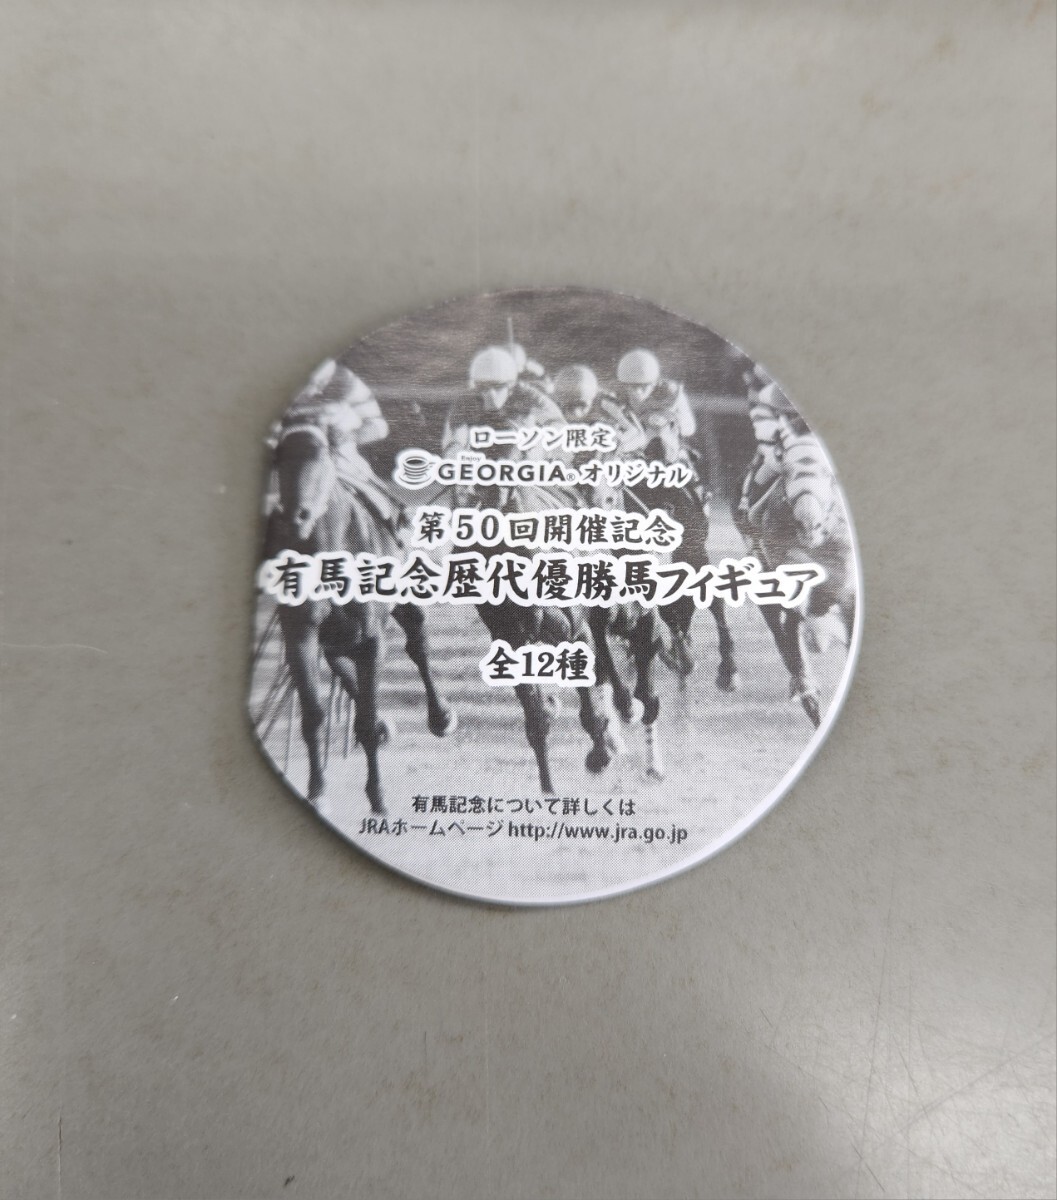 ローソン限定
Enjoy
GEORGIA® オリジナル
第50回開催記念
有馬記念歴代優勝馬フィギュア
全12種
有馬記念について詳しくは
JRAホームページ http://www.jra.go.jp